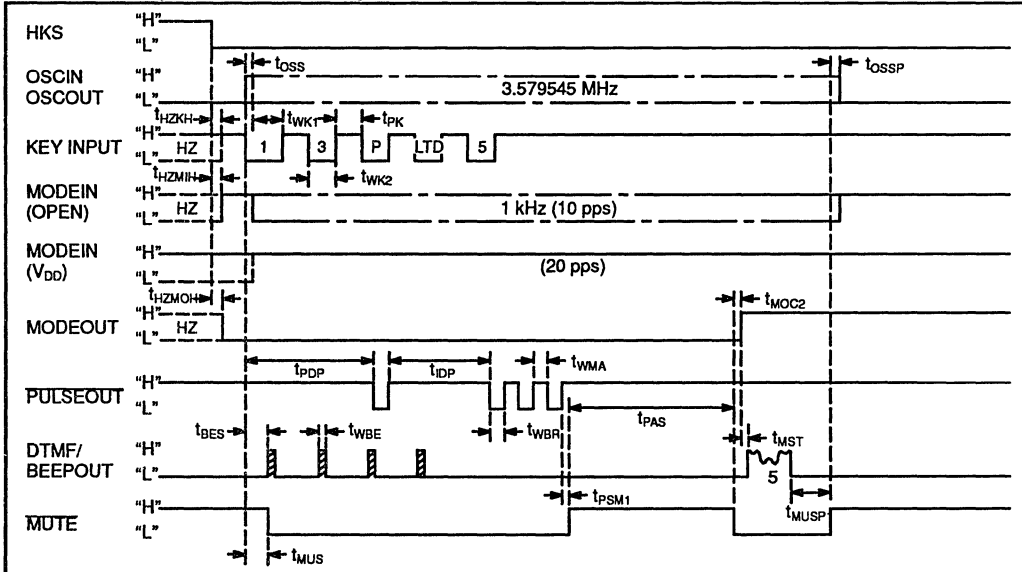 HKS "H"
"L"
OSCIN "H" tOSS tOSSP
OSCOUT "L" 3.579545 MHz
tHZKH tWK1 tPK
KEY INPUT "H" HZ 1 3 P LTD 5
"L"
tHZMIH tWK2
MODEIN "H"
(OPEN) "L" HZ 1 kHz (10 pps)
MODEIN "H"
(VDD) "L" (20 pps)
tHZMOH tMOC2
MODEOUT "H" HZ
"L"
tPDP tIDP tWMA
PULSEOUT "H"
"L"
tBES tWBE tWBR tPAS tMST
DTMF/ "H"
BEEPOUT "L" 5
tPSM1 tMUSP
MUTE "H"
"L"
tMUS